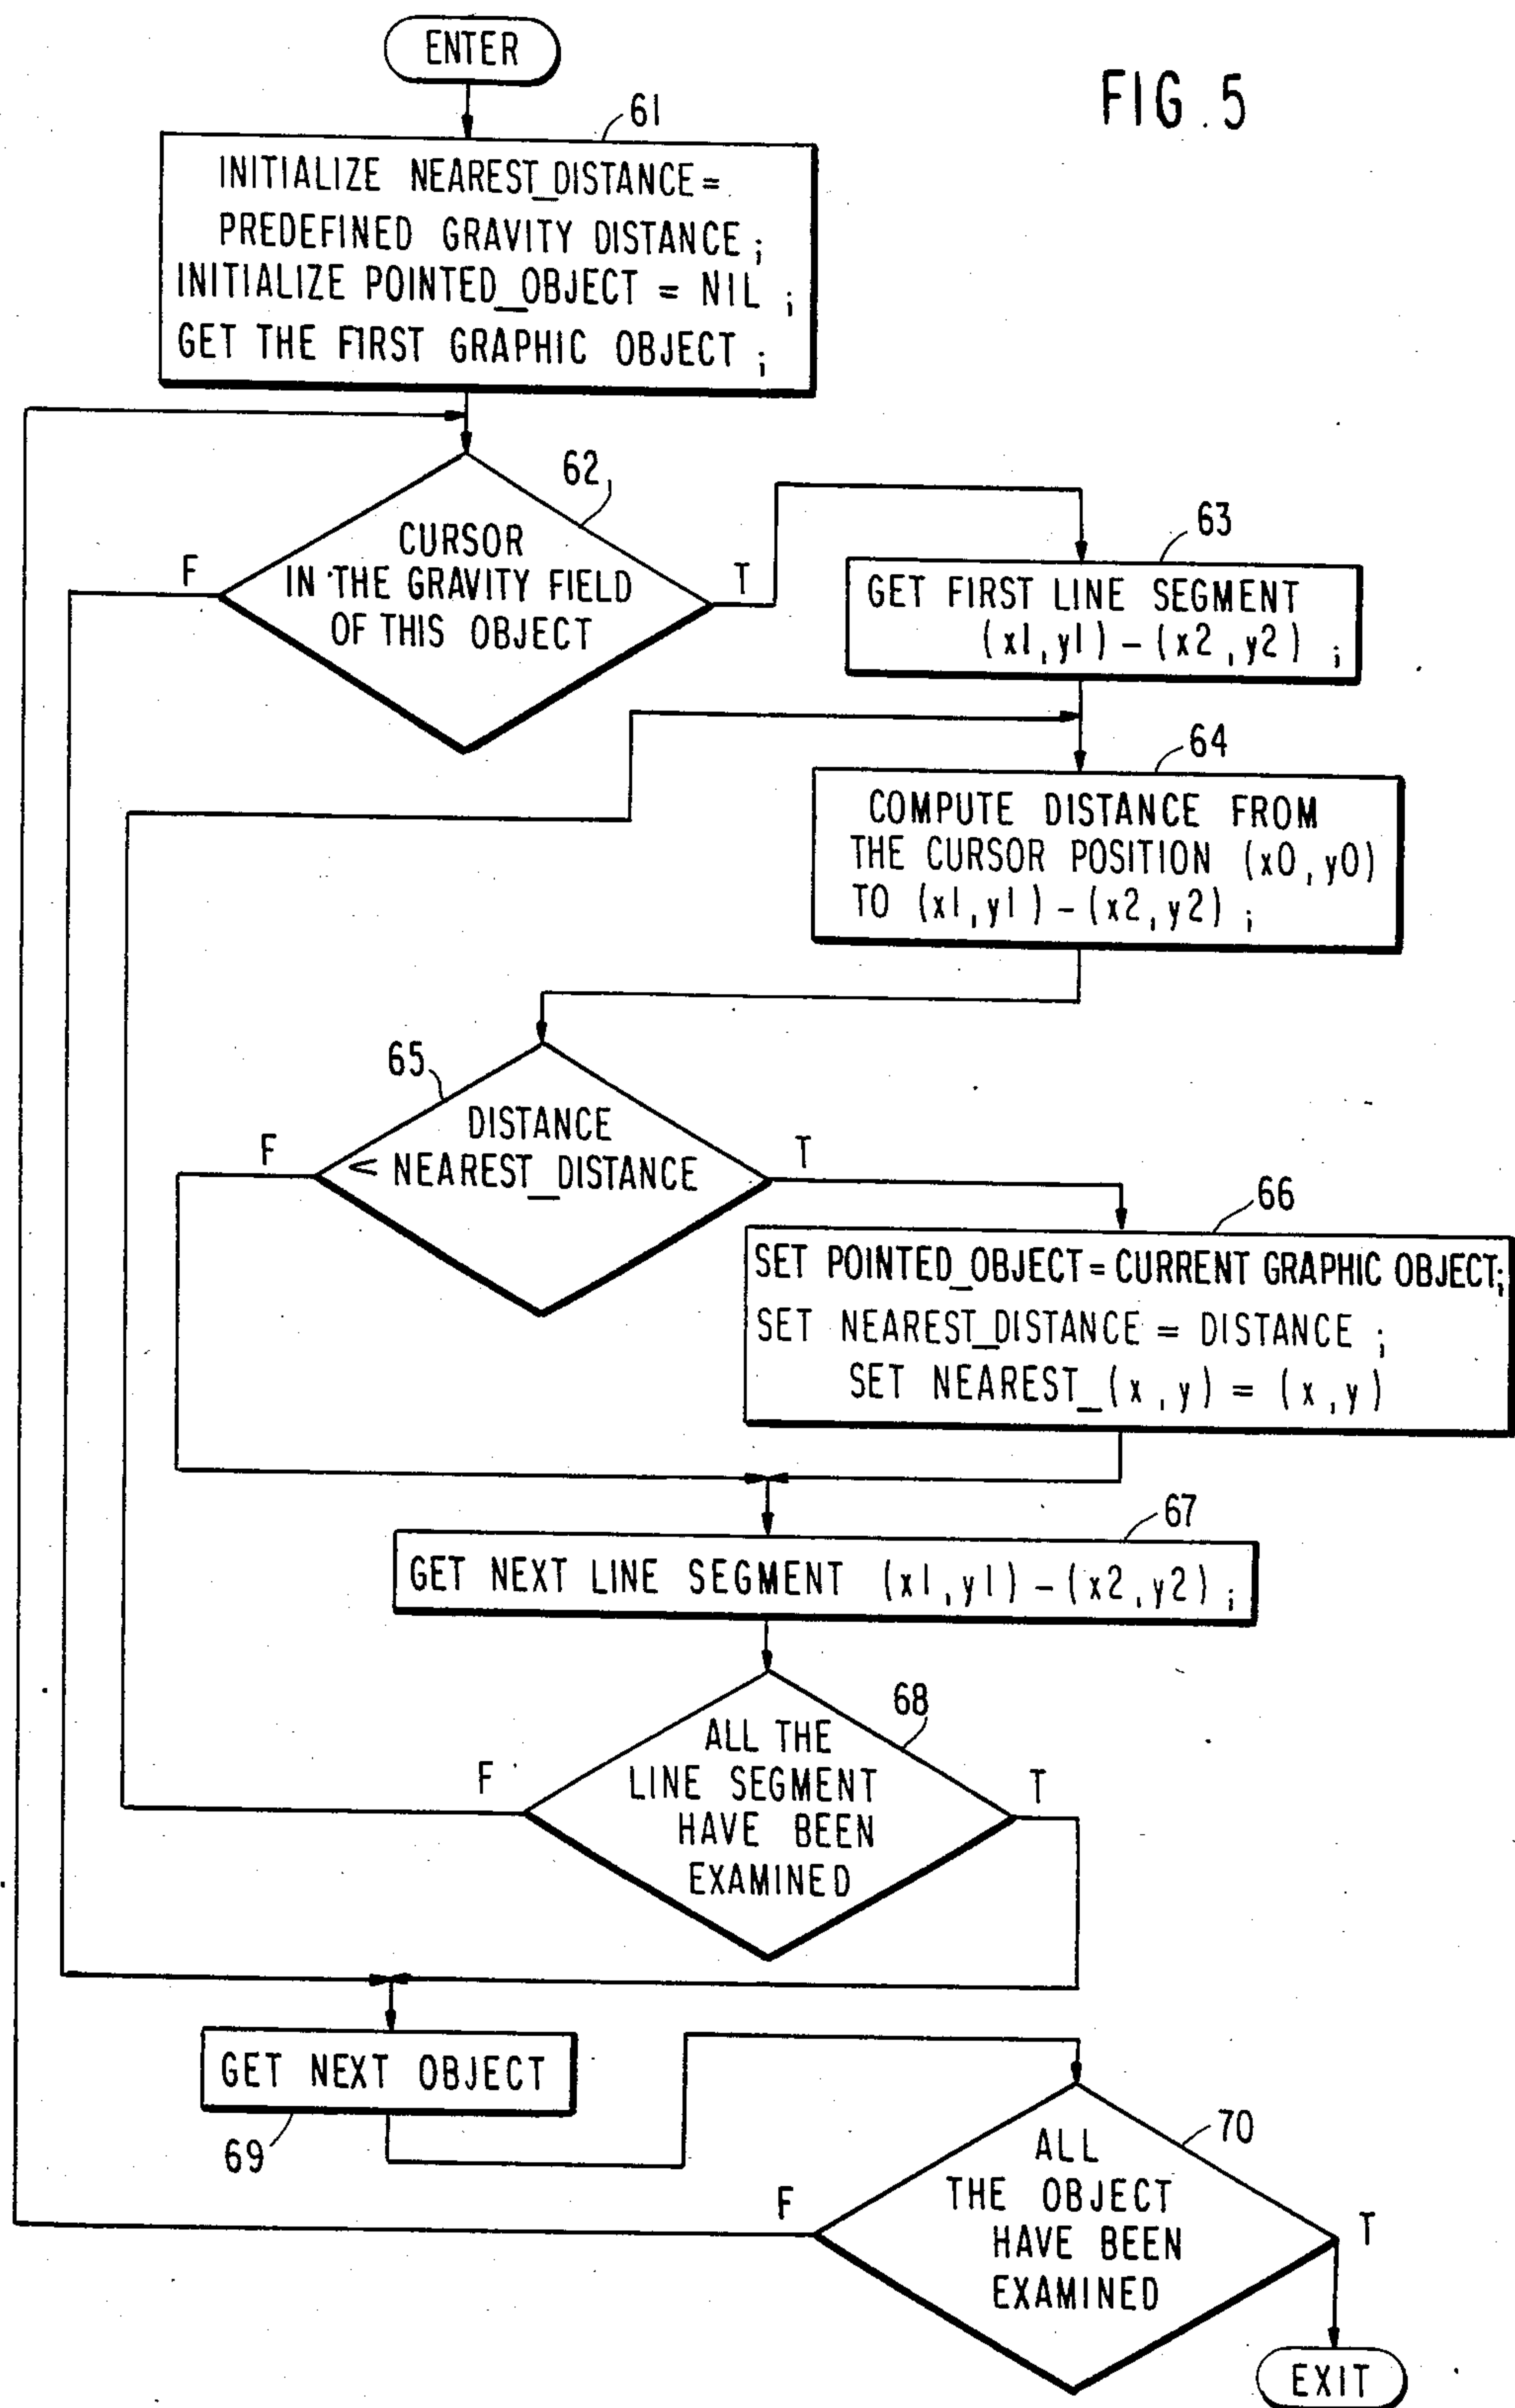 ENTER
FIG. 5
61
INITIALIZE NEAREST_DISTANCE =
PREDEFINED GRAVITY DISTANCE ;
INITIALIZE POINTED_OBJECT = NIL ;
GET THE FIRST GRAPHIC OBJECT ;
62
CURSOR
IN THE GRAVITY FIELD
OF THIS OBJECT
F
T
63
GET FIRST LINE SEGMENT
(x1,y1)-(x2,y2) ;
64
COMPUTE DISTANCE FROM
THE CURSOR POSITION (x0,y0)
TO (x1,y1)-(x2,y2) ;
65
DISTANCE
< NEAREST_DISTANCE
F
T
66
SET POINTED_OBJECT=CURRENT GRAPHIC OBJECT;
SET NEAREST_DISTANCE = DISTANCE ;
SET NEAREST_(x,y) = (x,y)
67
GET NEXT LINE SEGMENT (x1,y1)-(x2,y2) ;
68
ALL THE
LINE SEGMENT
HAVE BEEN
EXAMINED
F
T
GET NEXT OBJECT
69
70
ALL
THE OBJECT
HAVE BEEN
EXAMINED
F
T
EXIT